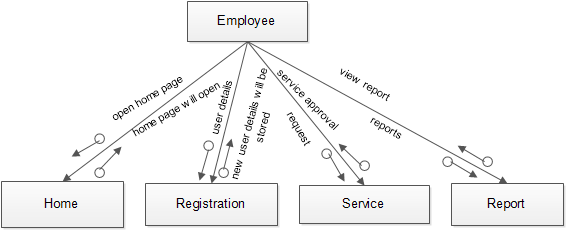 Employee
open home page
home page will open
user details
new user details will be
stored
service approval
request
view report
reports
Home
Registration
Service
Report